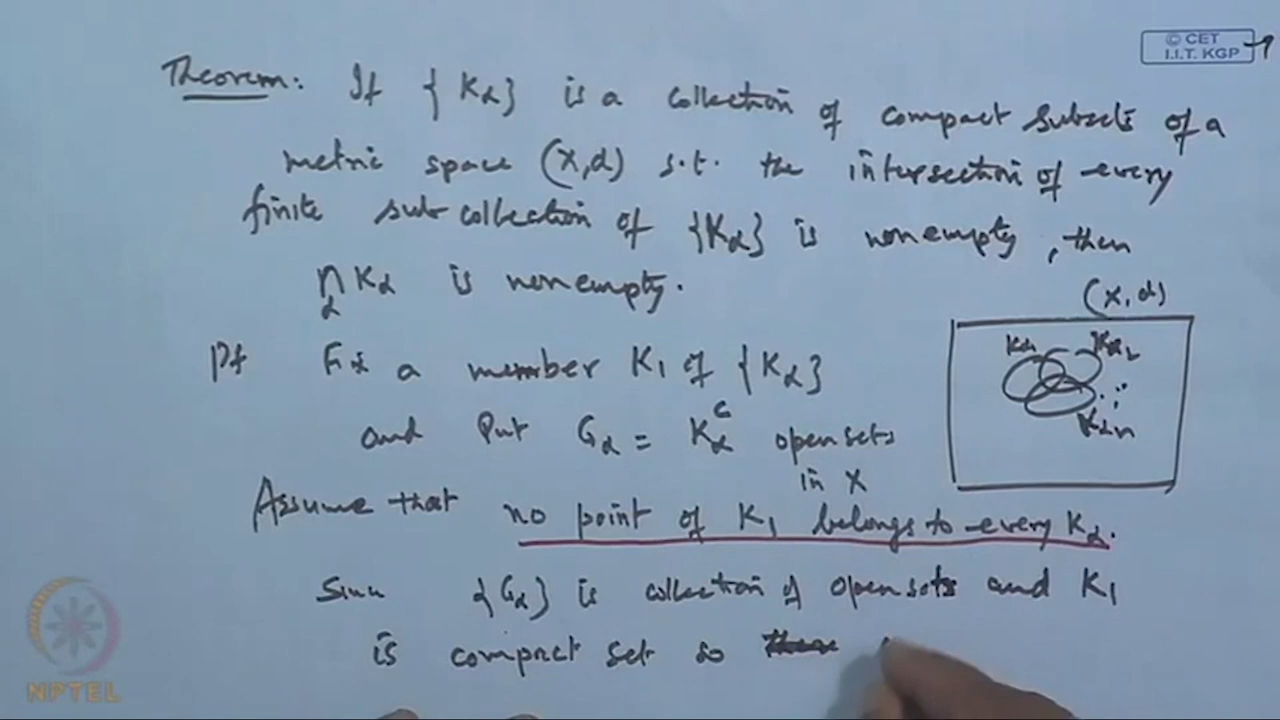 © CET
I.I.T. KGP
Theorem: If {Kα} is a collection of compact subsets of a
metric space (X,d) s.t. the intersection of every
finite subcollection of {Kα} is nonempty, then
∩ Kα is nonempty.
α
(X,d)
Pf Fix a member K₁ of {Kα}
Kα₁ Kα₂
and Put Gα = Kα^c open sets
Kαn
in X
Assume that no point of K₁ belongs to every Kα.
Since {Gα} is collection of open sets and K₁
is compact set so
NPTEL